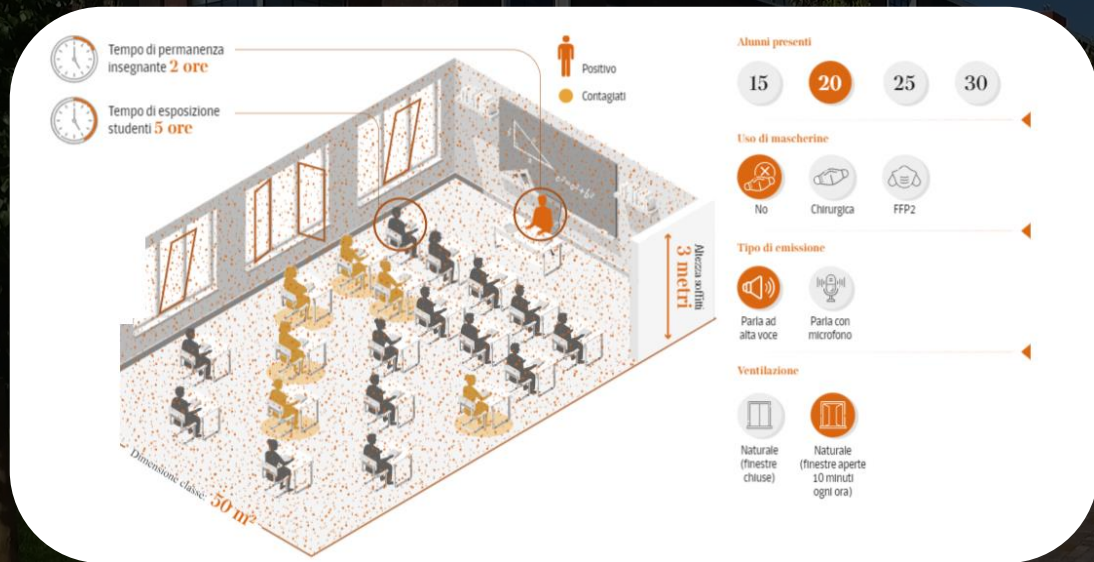 Tempo di permanenza
insegnante 2 ore
Tempo di esposizione
studenti 5 ore
Positivo
Contagiati
Altezza soffitti
3 metri
Dimensione classe:
50 m²
Alunni presenti
15
20
25
30
Uso di mascherine
No
Chirurgica
FFP2
Tipo di emissione
Parla ad
alta voce
Parla con
microfono
Ventilazione
Naturale
(finestre
chiuse)
Naturale
(finestre aperte
10 minuti
ogni ora)